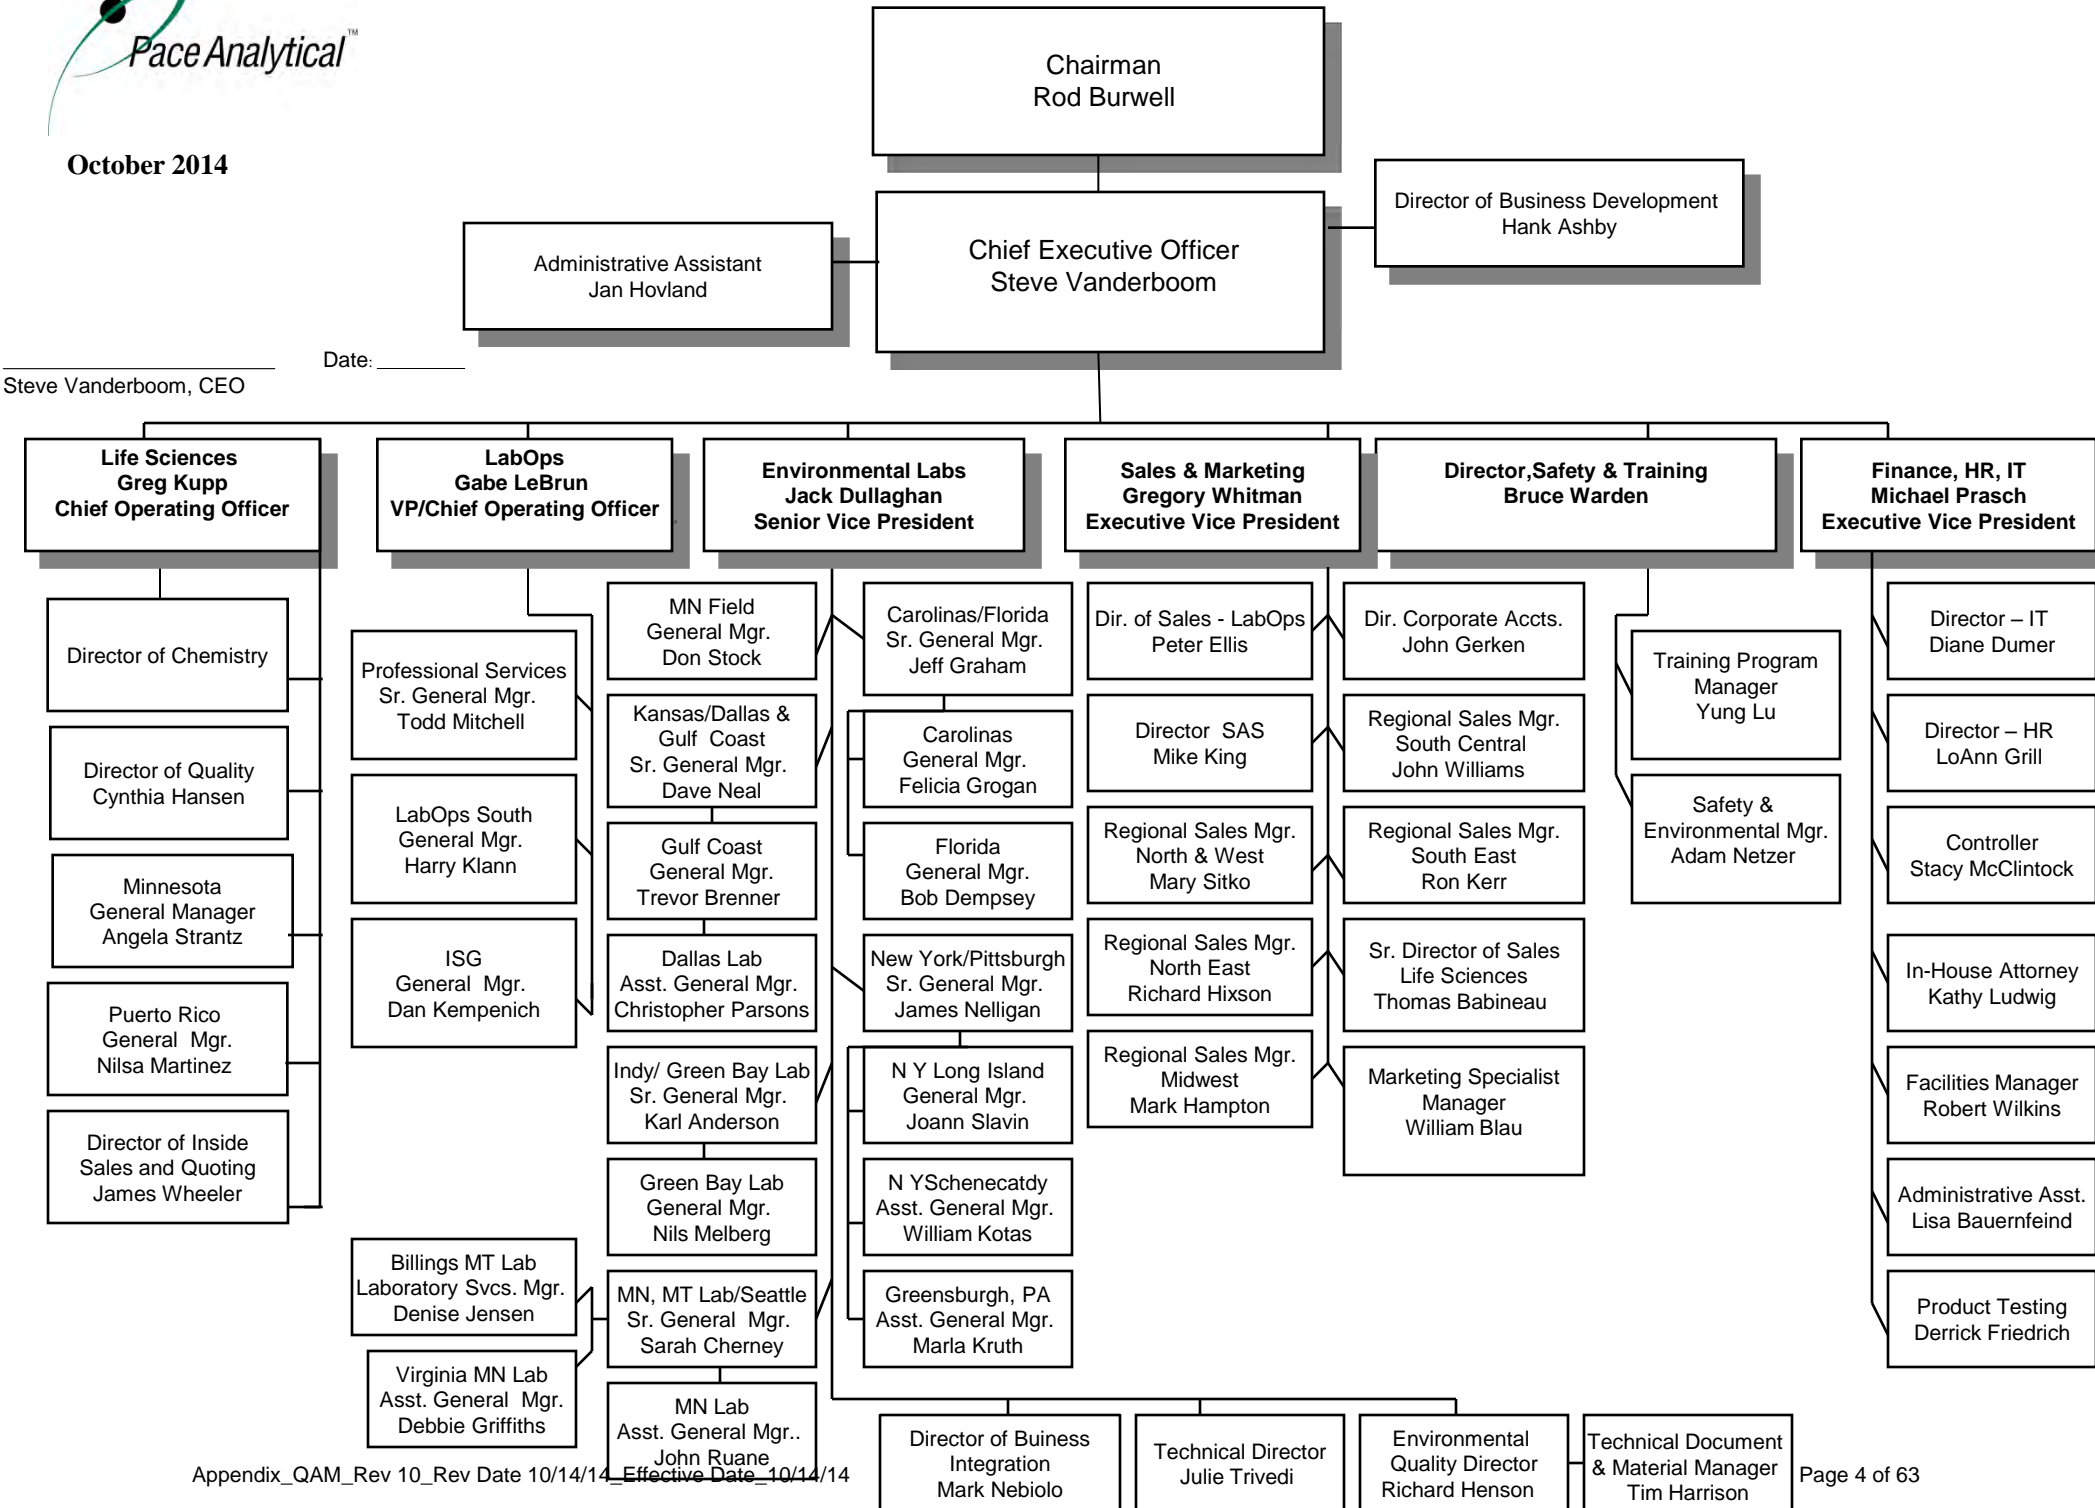 Pace Analytical™
October 2014
Chairman
Rod Burwell
Chief Executive Officer
Steve Vanderboom
Director of Business Development
Hank Ashby
Administrative Assistant
Jan Hovland
Date:
Steve Vanderboom, CEO
Life Sciences
Greg Kupp
Chief Operating Officer
LabOps
Gabe LeBrun
VP/Chief Operating Officer
Environmental Labs
Jack Dullaghan
Senior Vice President
Sales & Marketing
Gregory Whitman
Executive Vice President
Director,Safety & Training
Bruce Warden
Finance, HR, IT
Michael Prasch
Executive Vice President
Director of Chemistry
Director of Quality
Cynthia Hansen
Minnesota
General Manager
Angela Strantz
Puerto Rico
General Mgr.
Nilsa Martinez
Director of Inside
Sales and Quoting
James Wheeler
Professional Services
Sr. General Mgr.
Todd Mitchell
LabOps South
General Mgr.
Harry Klann
ISG
General Mgr.
Dan Kempenich
Billings MT Lab
Laboratory Svcs. Mgr.
Denise Jensen
Virginia MN Lab
Asst. General Mgr.
Debbie Griffiths
MN Field
General Mgr.
Don Stock
Kansas/Dallas &
Gulf Coast
Sr. General Mgr.
Dave Neal
Gulf Coast
General Mgr.
Trevor Brenner
Dallas Lab
Asst. General Mgr.
Christopher Parsons
Indy/ Green Bay Lab
Sr. General Mgr.
Karl Anderson
Green Bay Lab
General Mgr.
Nils Melberg
MN, MT Lab/Seattle
Sr. General Mgr.
Sarah Cherney
MN Lab
Asst. General Mgr..
John Ruane
Carolinas/Florida
Sr. General Mgr.
Jeff Graham
Carolinas
General Mgr.
Felicia Grogan
Florida
General Mgr.
Bob Dempsey
New York/Pittsburgh
Sr. General Mgr.
James Nelligan
N Y Long Island
General Mgr.
Joann Slavin
N YSchenecatdy
Asst. General Mgr.
William Kotas
Greensburgh, PA
Asst. General Mgr.
Marla Kruth
Dir. of Sales - LabOps
Peter Ellis
Director SAS
Mike King
Regional Sales Mgr.
North & West
Mary Sitko
Regional Sales Mgr.
North East
Richard Hixson
Regional Sales Mgr.
Midwest
Mark Hampton
Dir. Corporate Accts.
John Gerken
Regional Sales Mgr.
South Central
John Williams
Regional Sales Mgr.
South East
Ron Kerr
Sr. Director of Sales
Life Sciences
Thomas Babineau
Marketing Specialist
Manager
William Blau
Training Program
Manager
Yung Lu
Safety &
Environmental Mgr.
Adam Netzer
Director – IT
Diane Dumer
Director – HR
LoAnn Grill
Controller
Stacy McClintock
In-House Attorney
Kathy Ludwig
Facilities Manager
Robert Wilkins
Administrative Asst.
Lisa Bauernfeind
Product Testing
Derrick Friedrich
Director of Buiness
Integration
Mark Nebiolo
Technical Director
Julie Trivedi
Environmental
Quality Director
Richard Henson
Technical Document
& Material Manager
Tim Harrison
Appendix_QAM_Rev 10_Rev Date 10/14/14_Effective Date_10/14/14
Page 4 of 63